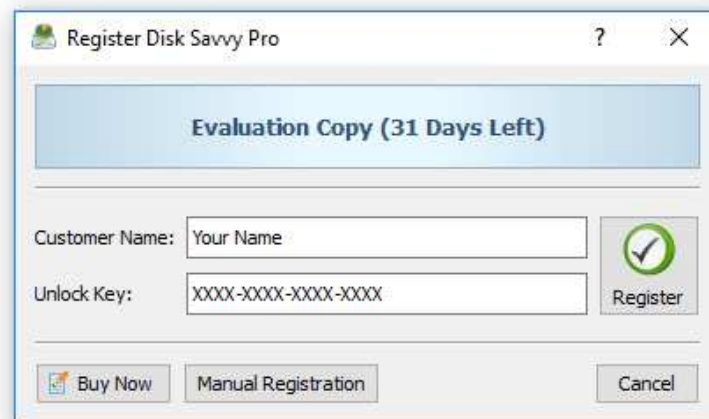 Register Disk Savvy Pro
?
Evaluation Copy (31 Days Left)
Customer Name: Your Name
Unlock Key: XXXX-XXXX-XXXX-XXXX
Register
Buy Now Manual Registration Cancel